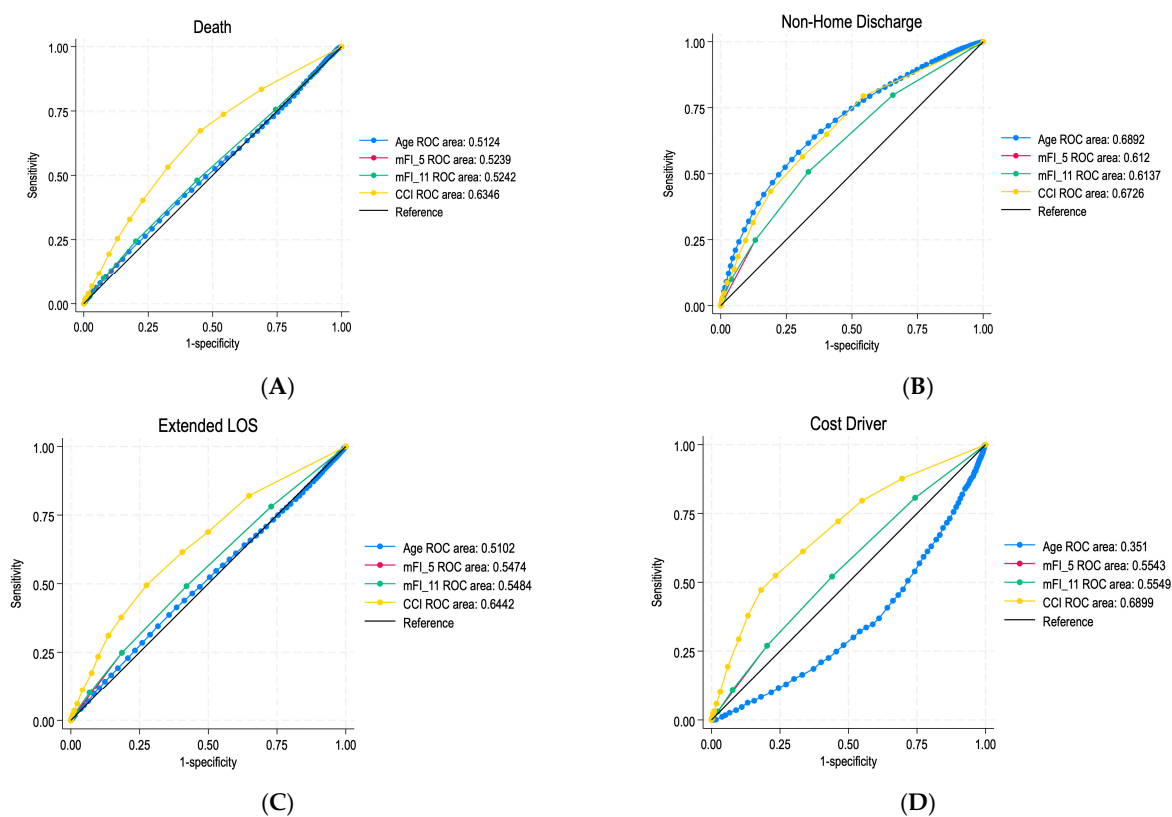 Death
1.00
0.75
0.50
0.25
0.00
Sensitivity
0.00 0.25 0.50 0.75 1.00
1-specificity
Age ROC area: 0.5124
mFI_5 ROC area: 0.5239
mFI_11 ROC area: 0.5242
CCI ROC area: 0.6346
Reference
(A)
Non-Home Discharge
1.00
0.75
0.50
0.25
0.00
Sensitivity
0.00 0.25 0.50 0.75 1.00
1-specificity
Age ROC area: 0.6892
mFI_5 ROC area: 0.612
mFI_11 ROC area: 0.6137
CCI ROC area: 0.6726
Reference
(B)
Extended LOS
1.00
0.75
0.50
0.25
0.00
Sensitivity
0.00 0.25 0.50 0.75 1.00
1-specificity
Age ROC area: 0.5102
mFI_5 ROC area: 0.5474
mFI_11 ROC area: 0.5484
CCI ROC area: 0.6442
Reference
(C)
Cost Driver
1.00
0.75
0.50
0.25
0.00
Sensitivity
0.00 0.25 0.50 0.75 1.00
1-specificity
Age ROC area: 0.351
mFI_5 ROC area: 0.5543
mFI_11 ROC area: 0.5549
CCI ROC area: 0.6899
Reference
(D)